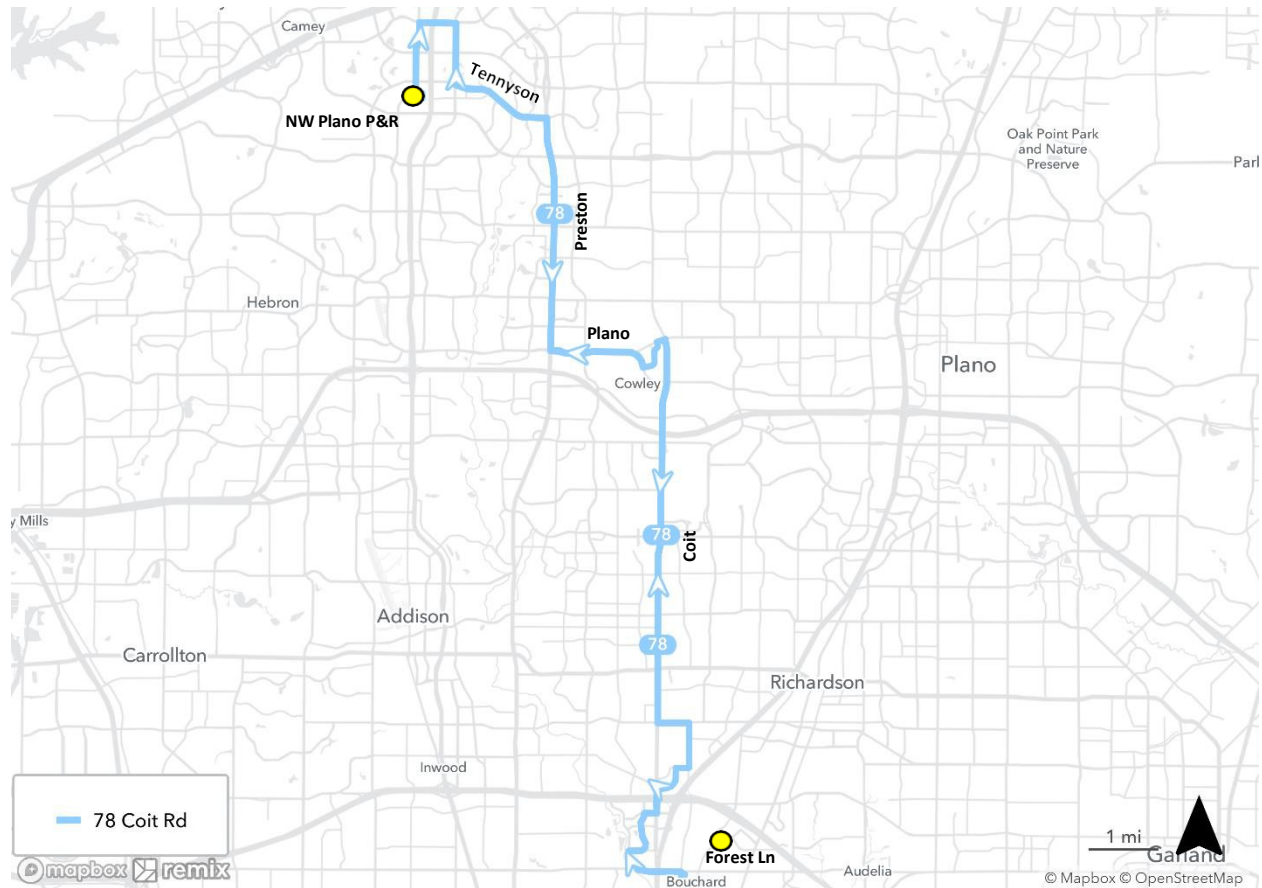 Camey
Tennyson
NW Plano P&R
Oak Point Park
and Nature
Preserve
Parl
78
Preston
Hebron
Plano
Cowley
Plano
78
Coit
y Mills
Addison
78
Carrollton
Richardson
Inwood
78 Coit Rd
1 mi
Forest Ln
Garland
Audelia
Bouchard
mapbox remix
© Mapbox © OpenStreetMap